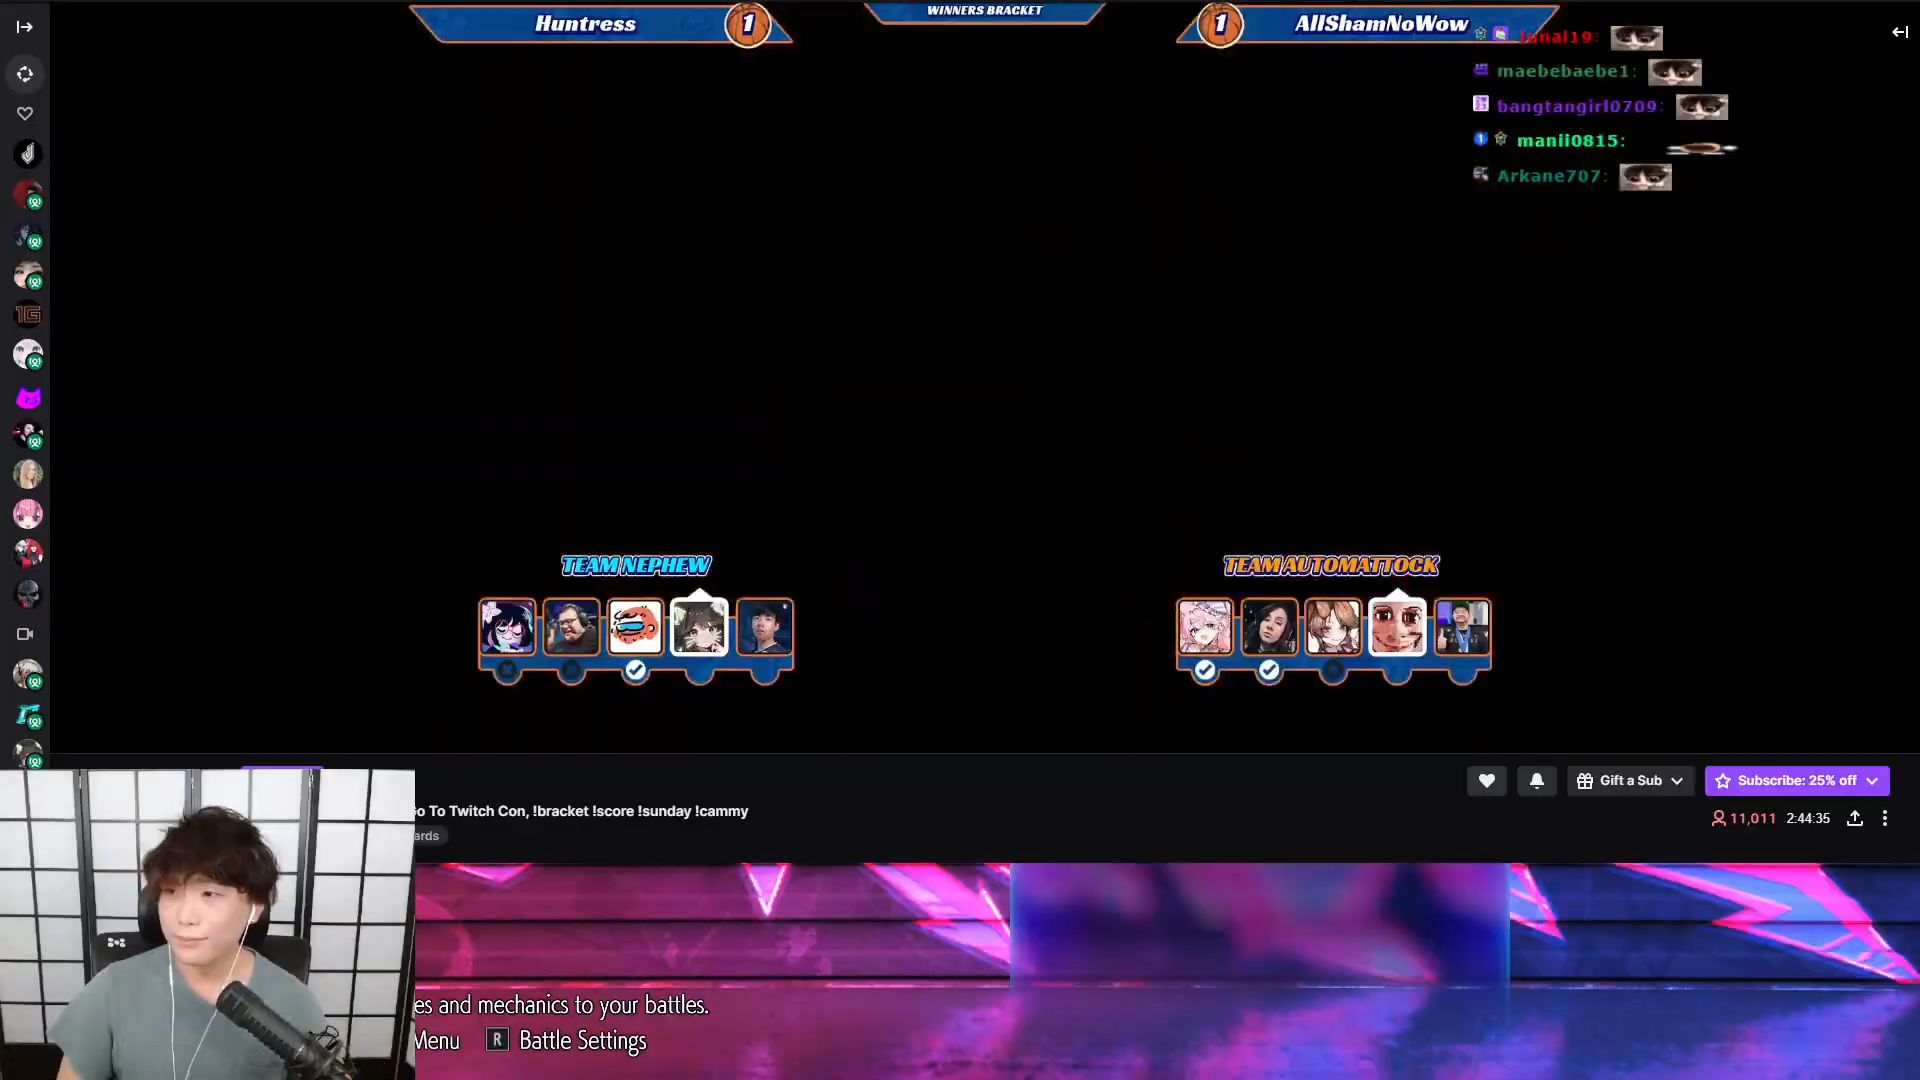 Huntress
1
WINNERS BRACKET
1
AllShamNoWow
Junal19:
maebebaebe1:
bangtangirl0709:
manii0815:
Arkane707:
TEAM NEPHEW
TEAM AUTOMATTOCK
Gift a Sub
Subscribe: 25% off
Go To Twitch Con, !bracket !score !sunday !cammy
11,011
2:44:35
ards
es and mechanics to your battles.
Menu
R
Battle Settings